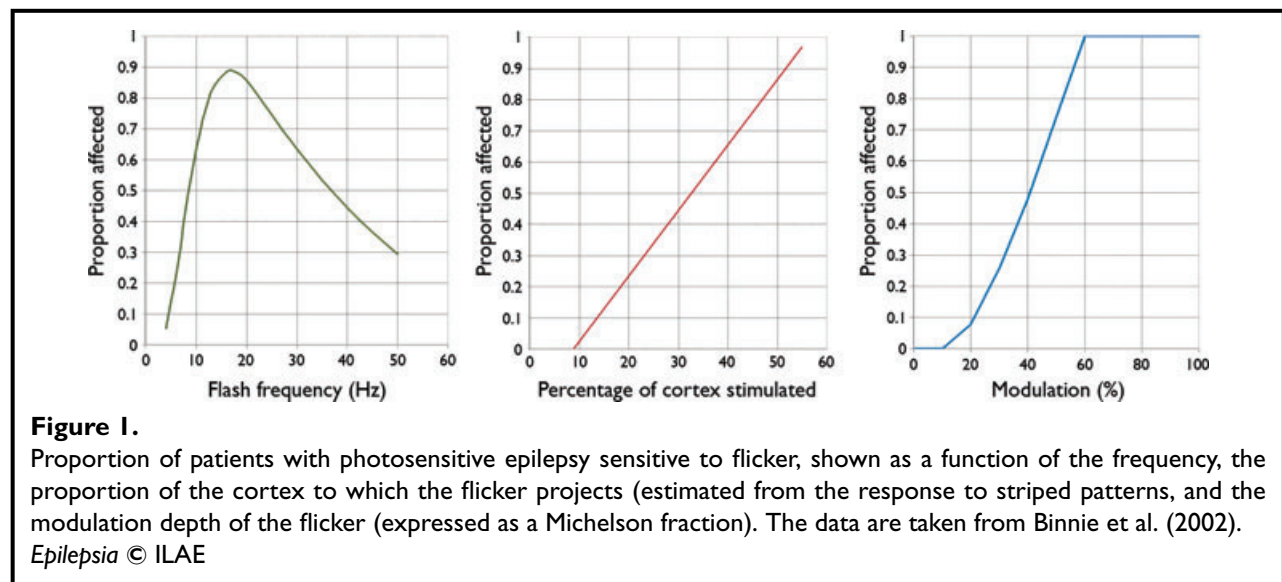 1
0.9
0.8
0.7
0.6
0.5
0.4
0.3
0.2
0.1
0
Proportion affected
0 10 20 30 40 50 60
Flash frequency (Hz)
1
0.9
0.8
0.7
0.6
0.5
0.4
0.3
0.2
0.1
0
Proportion affected
0 10 20 30 40 50 60
Percentage of cortex stimulated
1
0.9
0.8
0.7
0.6
0.5
0.4
0.3
0.2
0.1
0
Proportion affected
0 20 40 60 80 100
Modulation (%)
Figure 1.
Proportion of patients with photosensitive epilepsy sensitive to flicker, shown as a function of the frequency, the
proportion of the cortex to which the flicker projects (estimated from the response to striped patterns, and the
modulation depth of the flicker (expressed as a Michelson fraction). The data are taken from Binnie et al. (2002).
Epilepsia © ILAE